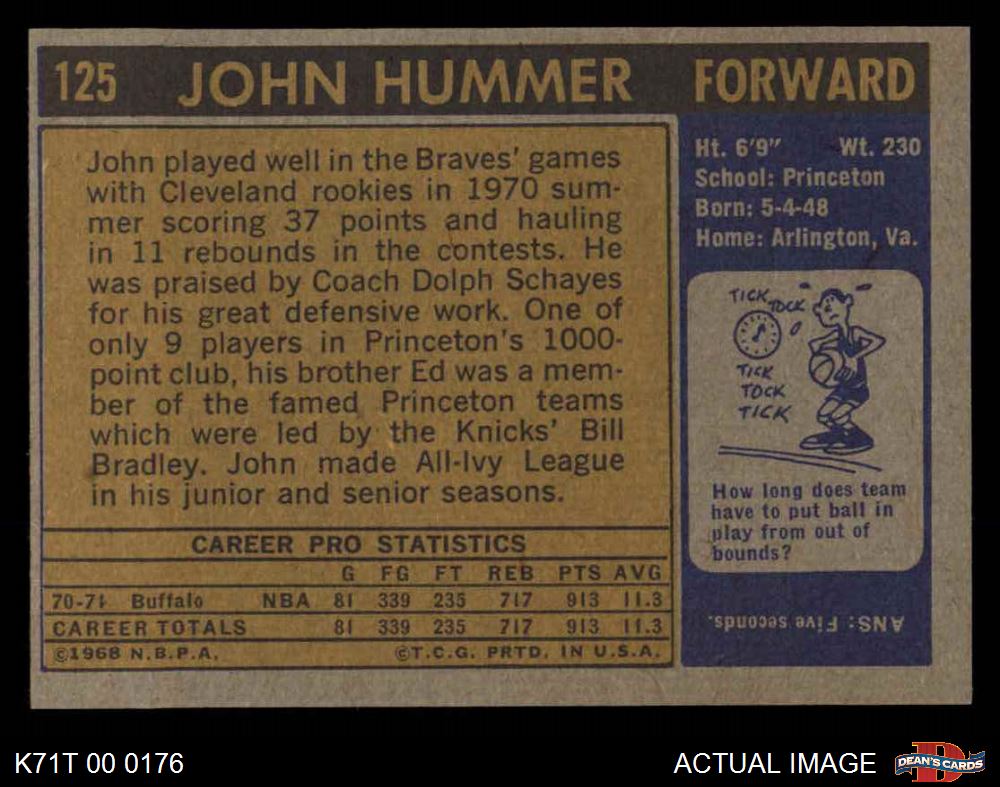 125 JOHN HUMMER FORWARD
John played well in the Braves' games
with Cleveland rookies in 1970 sum-
mer scoring 37 points and hauling
in 11 rebounds in the contests. He
was praised by Coach Dolph Schayes
for his great defensive work. One of
only 9 players in Princeton's 1000-
point club, his brother Ed was a mem-
ber of the famed Princeton teams
which were led by the Knicks' Bill
Bradley. John made All-Ivy League
in his junior and senior seasons.
CAREER PRO STATISTICS
G FG FT REB PTS AVG
70-71 Buffalo NBA 81 339 235 717 913 11.3
CAREER TOTALS 81 339 235 717 913 11.3
©1968 N.B.P.A. ©T.C.G. PRTD. IN U.S.A.
Ht. 6'9" Wt. 230
School: Princeton
Born: 5-4-48
Home: Arlington, Va.
TICK
TOCK
TICK
TOCK
TICK
How long does team
have to put ball in
play from out of
bounds?
ANS: Five seconds.
K71T 00 0176
ACTUAL IMAGE
D
DEAN'S CARDS